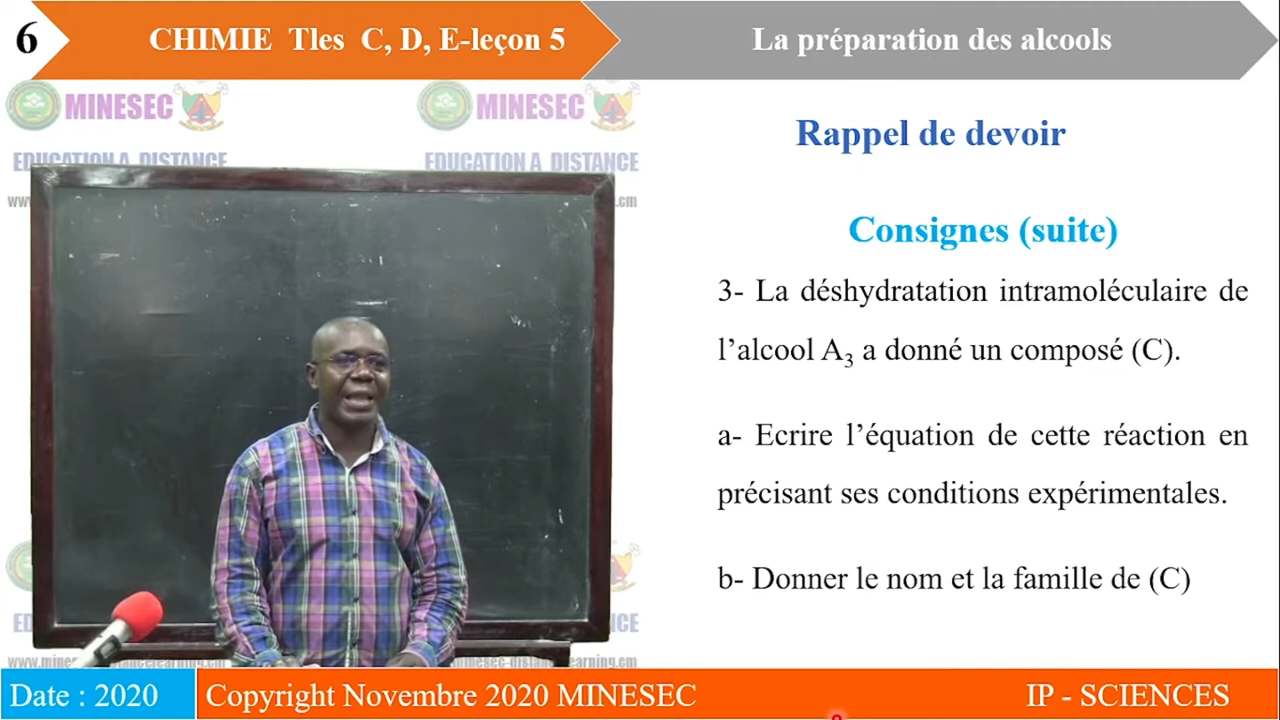 6
CHIMIE Tles C, D, E-leçon 5
La préparation des alcools
MINESEC
MINESEC
EDUCATION A DISTANCE
EDUCATION A DISTANCE
Rappel de devoir
Consignes (suite)
3- La déshydratation intramoléculaire de
l’alcool A₃ a donné un composé (C).
a- Ecrire l’équation de cette réaction en
précisant ses conditions expérimentales.
b- Donner le nom et la famille de (C)
Date : 2020
Copyright Novembre 2020 MINESEC
IP - SCIENCES